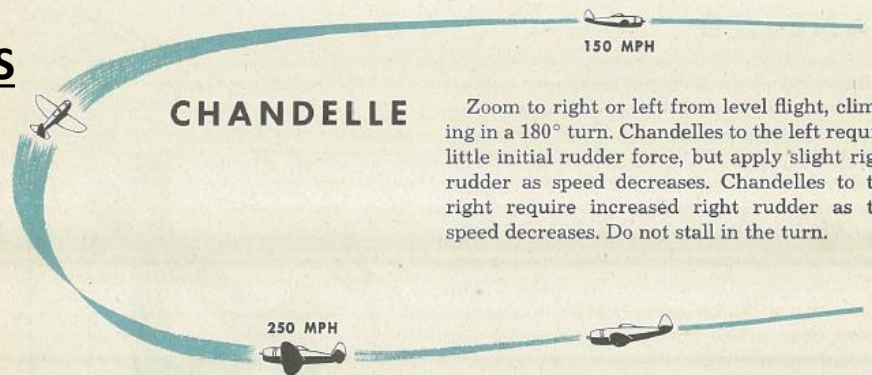 S
150 MPH
CHANDELLE
Zoom to right or left from level flight, clim
ing in a 180° turn. Chandelles to the left requi
little initial rudder force, but apply slight rig
rudder as speed decreases. Chandelles to t
right require increased right rudder as t
speed decreases. Do not stall in the turn.
250 MPH